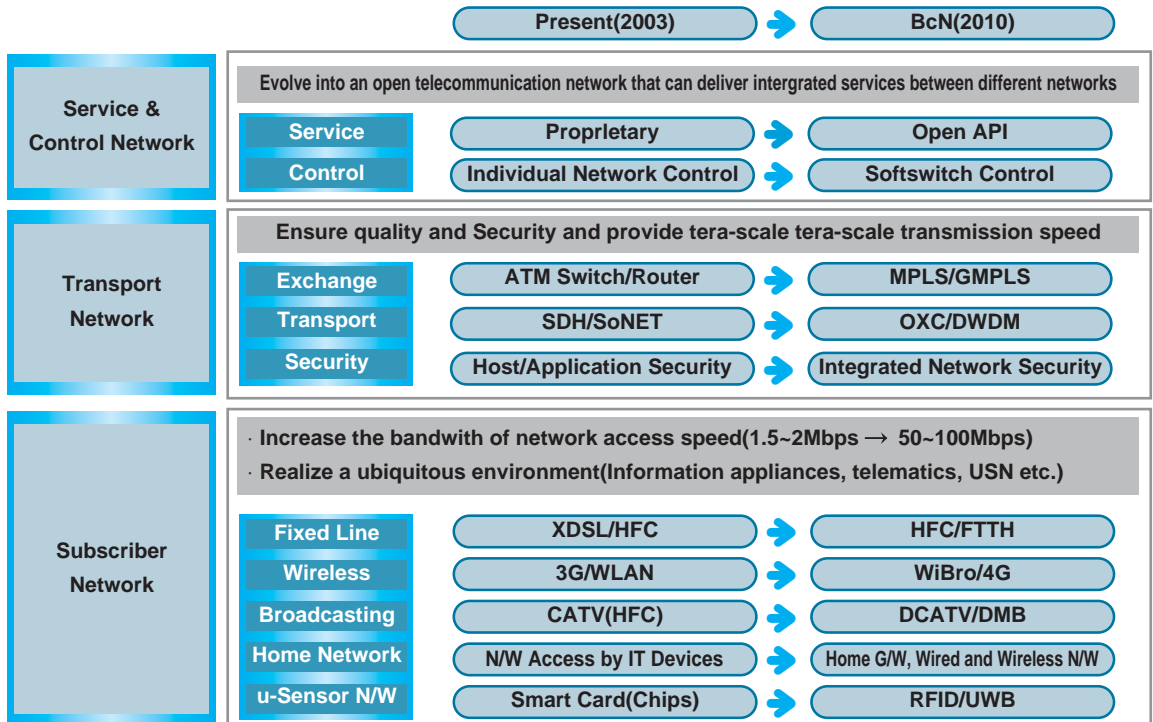 Present(2003) BcN(2010)
Service &
Control Network
Evolve into an open telecommunication network that can deliver intergrated services between different networks
Service Proprletary Open API
Control Individual Network Control Softswitch Control
Transport
Network
Ensure quality and Security and provide tera-scale tera-scale transmission speed
Exchange ATM Switch/Router MPLS/GMPLS
Transport SDH/SoNET OXC/DWDM
Security Host/Application Security Integrated Network Security
Subscriber
Network
· Increase the bandwith of network access speed(1.5~2Mbps → 50~100Mbps)
· Realize a ubiquitous environment(Information appliances, telematics, USN etc.)
Fixed Line XDSL/HFC HFC/FTTH
Wireless 3G/WLAN WiBro/4G
Broadcasting CATV(HFC) DCATV/DMB
Home Network N/W Access by IT Devices Home G/W, Wired and Wireless N/W
u-Sensor N/W Smart Card(Chips) RFID/UWB